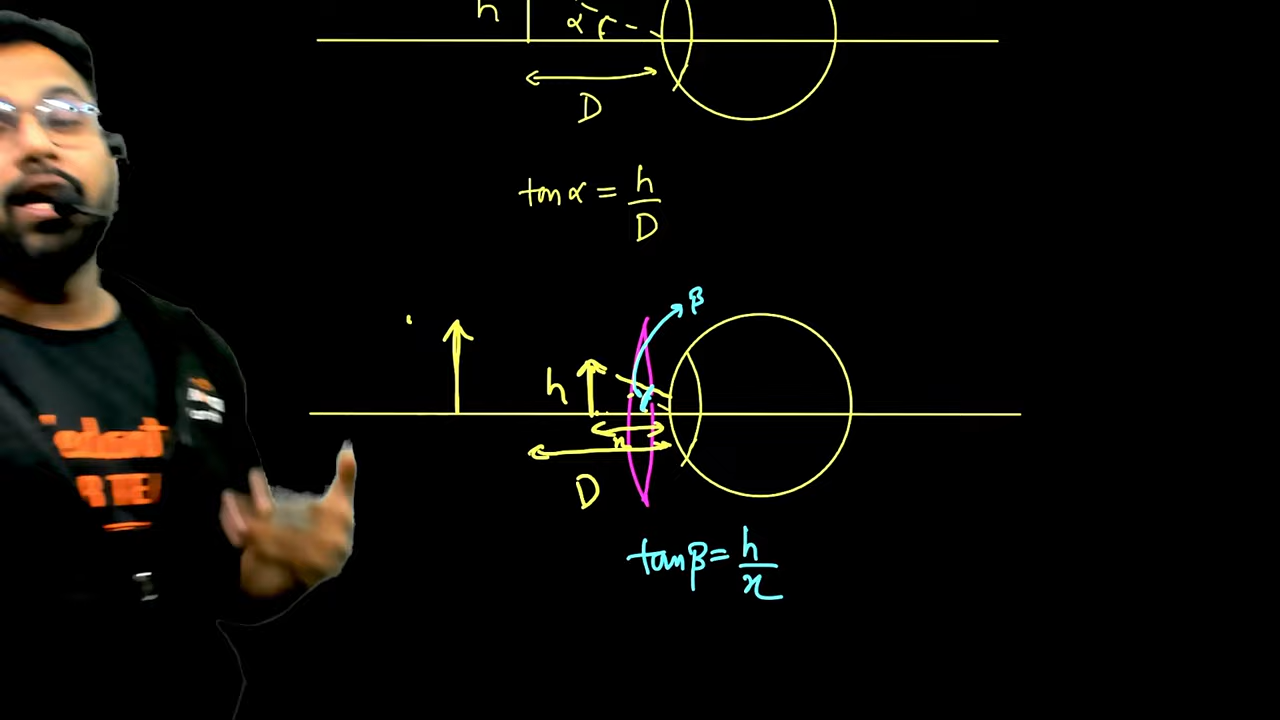 h
α
D
tan α = h/D
β
h
x
D
tan β = h/x